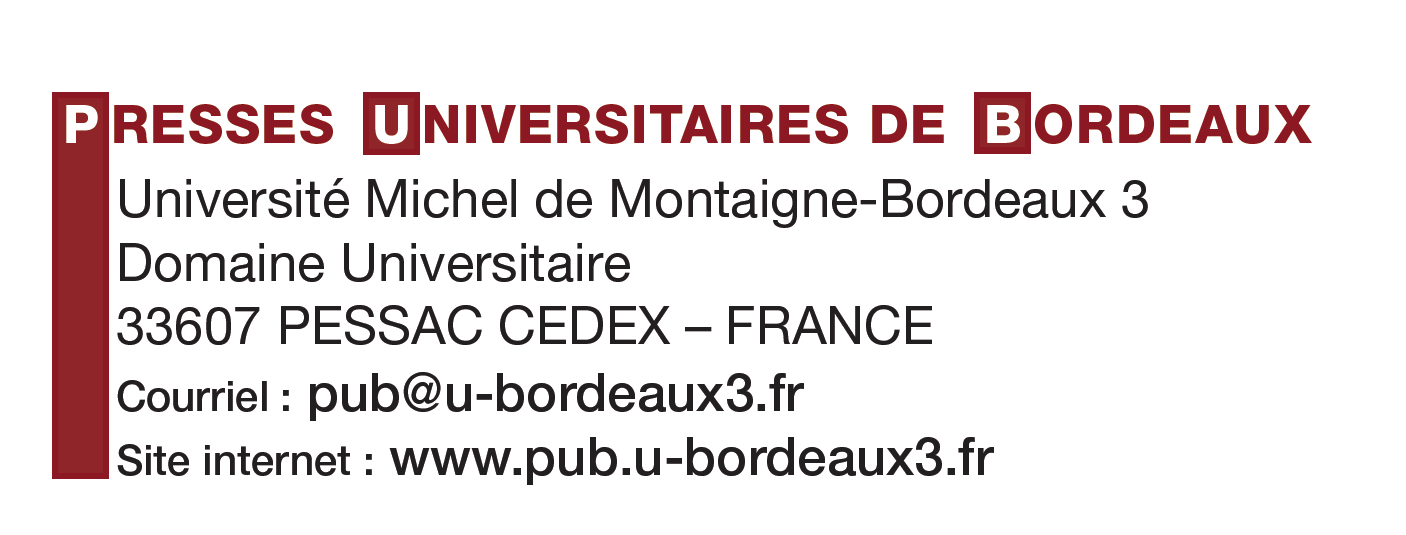 PRESSES UNIVERSITAIRES DE BORDEAUX
Université Michel de Montaigne-Bordeaux 3
Domaine Universitaire
33607 PESSAC CEDEX – FRANCE
Courriel : pub@u-bordeaux3.fr
Site internet : www.pub.u-bordeaux3.fr